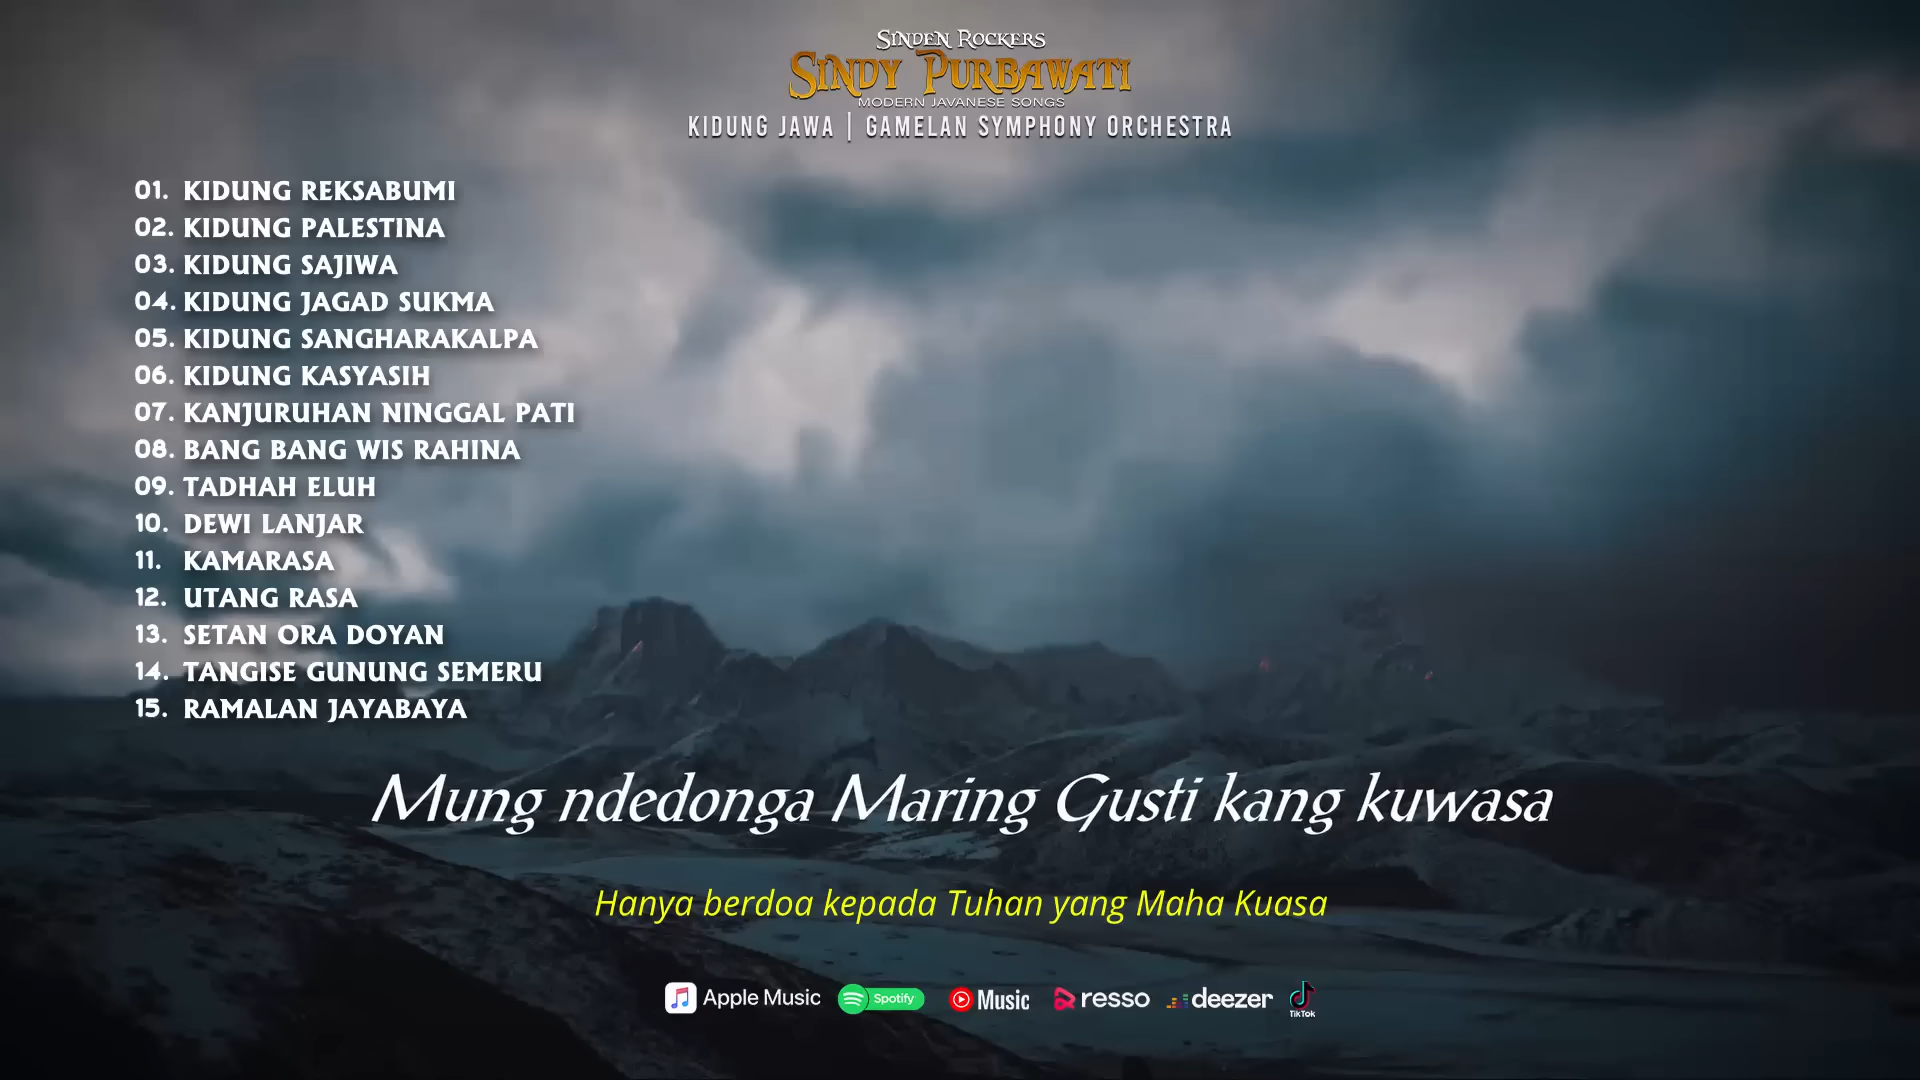 SINDEN ROCKERS
SINDY PURBAWATI
MODERN JAVANESE SONGS
KIDUNG JAWA | GAMELAN SYMPHONY ORCHESTRA
01. KIDUNG REKSABUMI
02. KIDUNG PALESTINA
03. KIDUNG SAJIWA
04. KIDUNG JAGAD SUKMA
05. KIDUNG SANGHARAKALPA
06. KIDUNG KASYASIH
07. KANJURUHAN NINGGAL PATI
08. BANG BANG WIS RAHINA
09. TADHAH ELUH
10. DEWI LANJAR
11. KAMARASA
12. UTANG RASA
13. SETAN ORA DOYAN
14. TANGISE GUNUNG SEMERU
15. RAMALAN JAYABAYA
Mung ndedonga Maring Gusti kang kuwasa
Hanya berdoa kepada Tuhan yang Maha Kuasa
Apple Music Spotify Music resso deezer TikTok